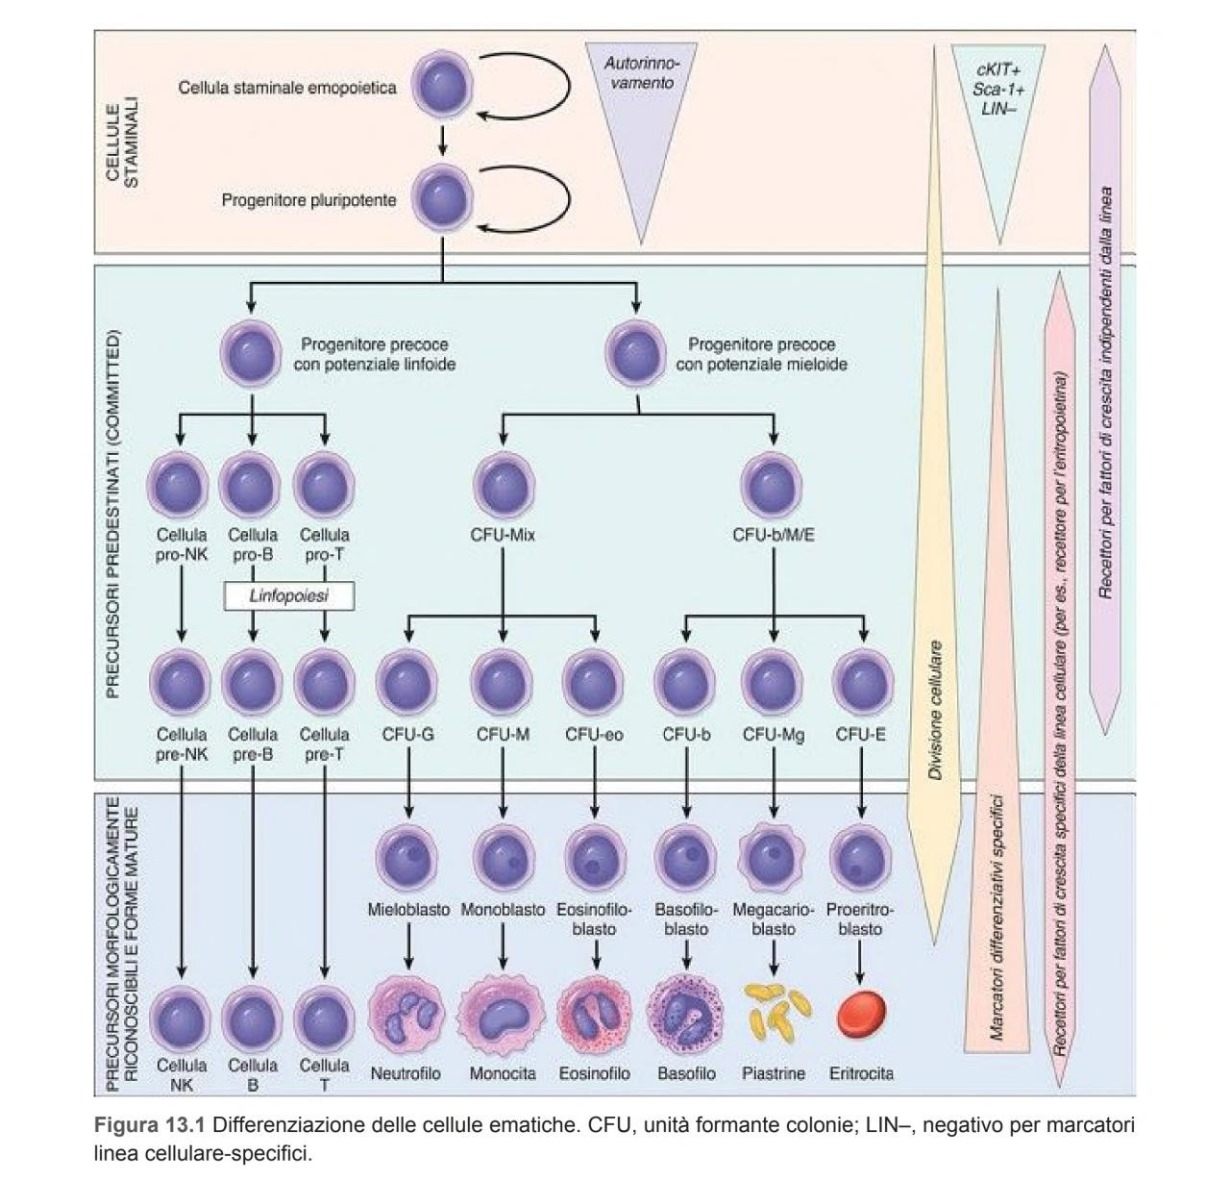 CELLULE
STAMINALI
Cellula staminale emopoietica
Progenitore pluripotente
Autorinno-
vamento
cKIT+
Sca-1+
LIN–
PRECURSORI PREDESTINATI (COMMITTED)
Progenitore precoce
con potenziale linfoide
Progenitore precoce
con potenziale mieloide
Cellula
pro-NK
Cellula
pro-B
Cellula
pro-T
CFU-Mix
CFU-b/M/E
Linfopoiesi
Cellula
pre-NK
Cellula
pre-B
Cellula
pre-T
CFU-G
CFU-M
CFU-eo
CFU-b
CFU-Mg
CFU-E
PRECURSORI MORFOLOGICAMENTE
RICONOSCIBILI E FORME MATURE
Mieloblasto
Monoblasto
Eosinofilo-
blasto
Basofilo-
blasto
Megacario-
blasto
Proeritro-
blasto
Cellula
NK
Cellula
B
Cellula
T
Neutrofilo
Monocita
Eosinofilo
Basofilo
Piastrine
Eritrocita
Divisione cellulare
Marcatori differenziativi specifici
Recettori per fattori di crescita specifici della linea cellulare (per es., recettore per l'eritropoietina)
Recettori per fattori di crescita indipendenti dalla linea
Figura 13.1 Differenziazione delle cellule ematiche. CFU, unità formante colonie; LIN–, negativo per marcatori
linea cellulare-specifici.